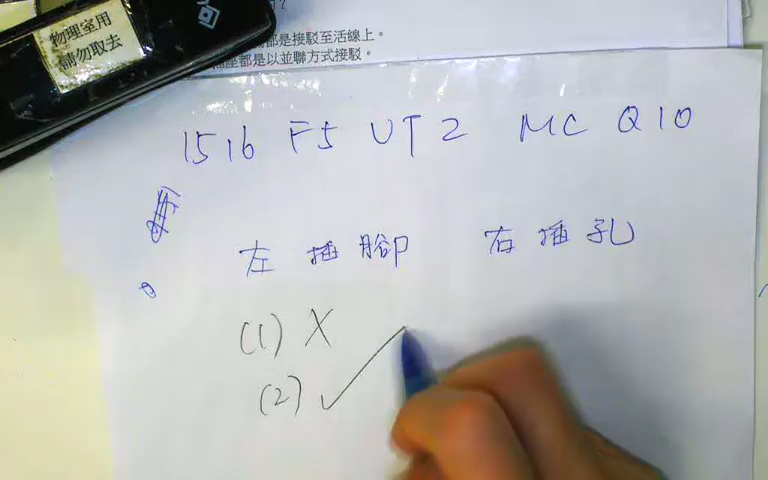 物理室用
請勿取去
都是接駁至活線上。
都是以並聯方式接駁。
1516 F5 UT2 MC Q10
左插腳 右插孔
(1) X
(2) ✓